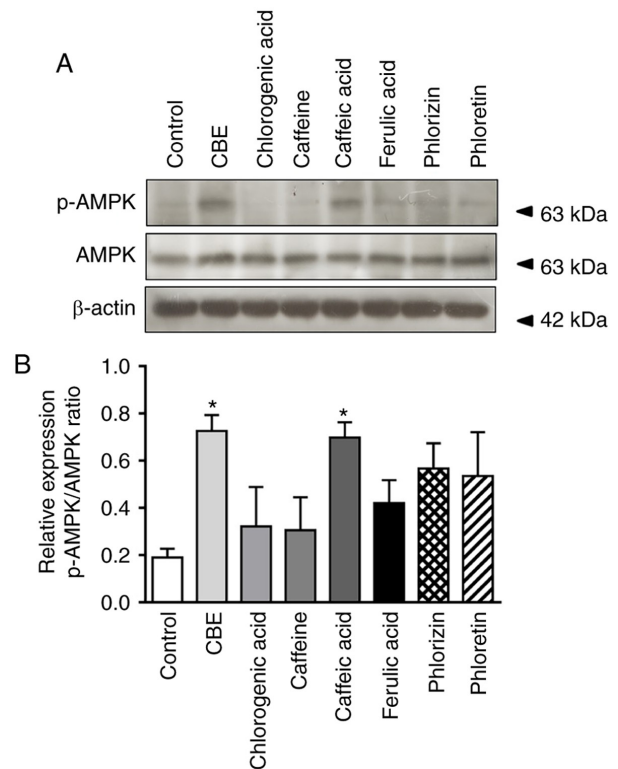 A
Control
CBE
Chlorogenic acid
Caffeine
Caffeic acid
Ferulic acid
Phlorizin
Phloretin
p-AMPK
◄ 63 kDa
AMPK
◄ 63 kDa
β-actin
◄ 42 kDa
B
Relative expression
p-AMPK/AMPK ratio
1.0
0.8
0.6
0.4
0.2
0.0
*
*
Control
CBE
Chlorogenic acid
Caffeine
Caffeic acid
Ferulic acid
Phlorizin
Phloretin